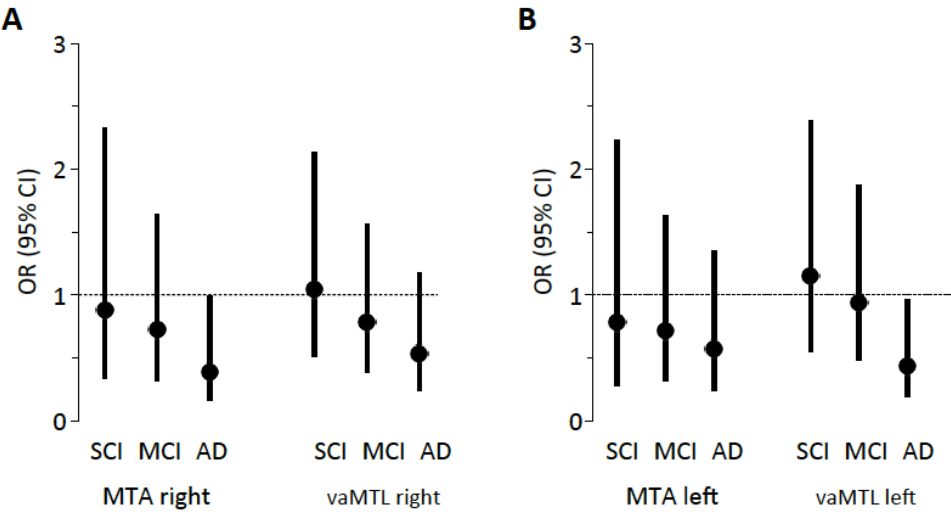 A
3
2
1
0
OR (95% CI)
SCI MCI AD SCI MCI AD
MTA right vaMTL right
B
3
2
1
0
OR (95% CI)
SCI MCI AD SCI MCI AD
MTA left vaMTL left